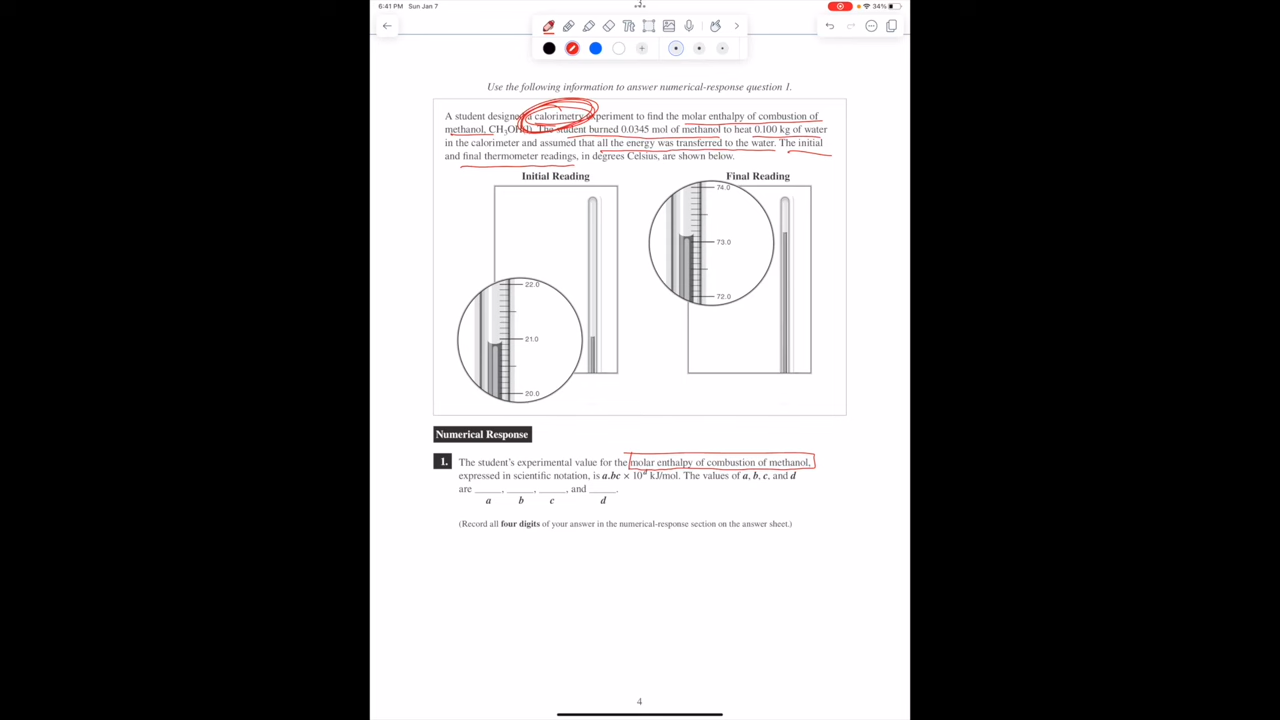 6:41 PM Sun Jan 7
34%
Use the following information to answer numerical-response question 1.
A student designed a calorimetry experiment to find the molar enthalpy of combustion of
methanol, CH₃OH(l). The student burned 0.0345 mol of methanol to heat 0.100 kg of water
in the calorimeter and assumed that all the energy was transferred to the water. The initial
and final thermometer readings, in degrees Celsius, are shown below.
Initial Reading
Final Reading
74.0
73.0
72.0
22.0
21.0
20.0
Numerical Response
1. The student's experimental value for the molar enthalpy of combustion of methanol,
expressed in scientific notation, is a.bc × 10ᵈ kJ/mol. The values of a, b, c, and d
are ____, ____, ____, and ____.
a b c d
(Record all four digits of your answer in the numerical-response section on the answer sheet.)
4